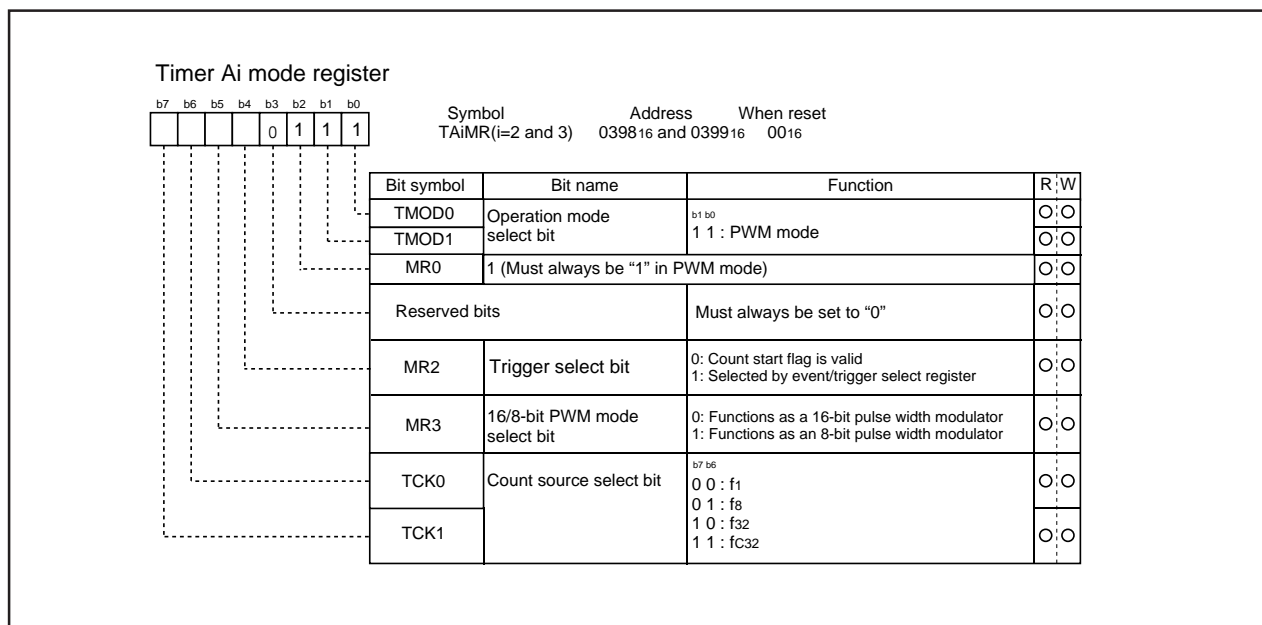 Timer Ai mode register
b7 b6 b5 b4 b3 b2 b1 b0
0 1 1 1
Symbol Address When reset
TAiMR(i=2 and 3) 039816 and 039916 0016
Bit symbol Bit name Function R W
TMOD0 Operation mode b1 b0
TMOD1 select bit 1 1 : PWM mode
MR0 1 (Must always be “1” in PWM mode)
Reserved bits Must always be set to “0”
MR2 Trigger select bit 0: Count start flag is valid
1: Selected by event/trigger select register
MR3 16/8-bit PWM mode 0: Functions as a 16-bit pulse width modulator
select bit 1: Functions as an 8-bit pulse width modulator
b7 b6
TCK0 Count source select bit 0 0 : f1
0 1 : f8
1 0 : f32
TCK1 1 1 : fC32